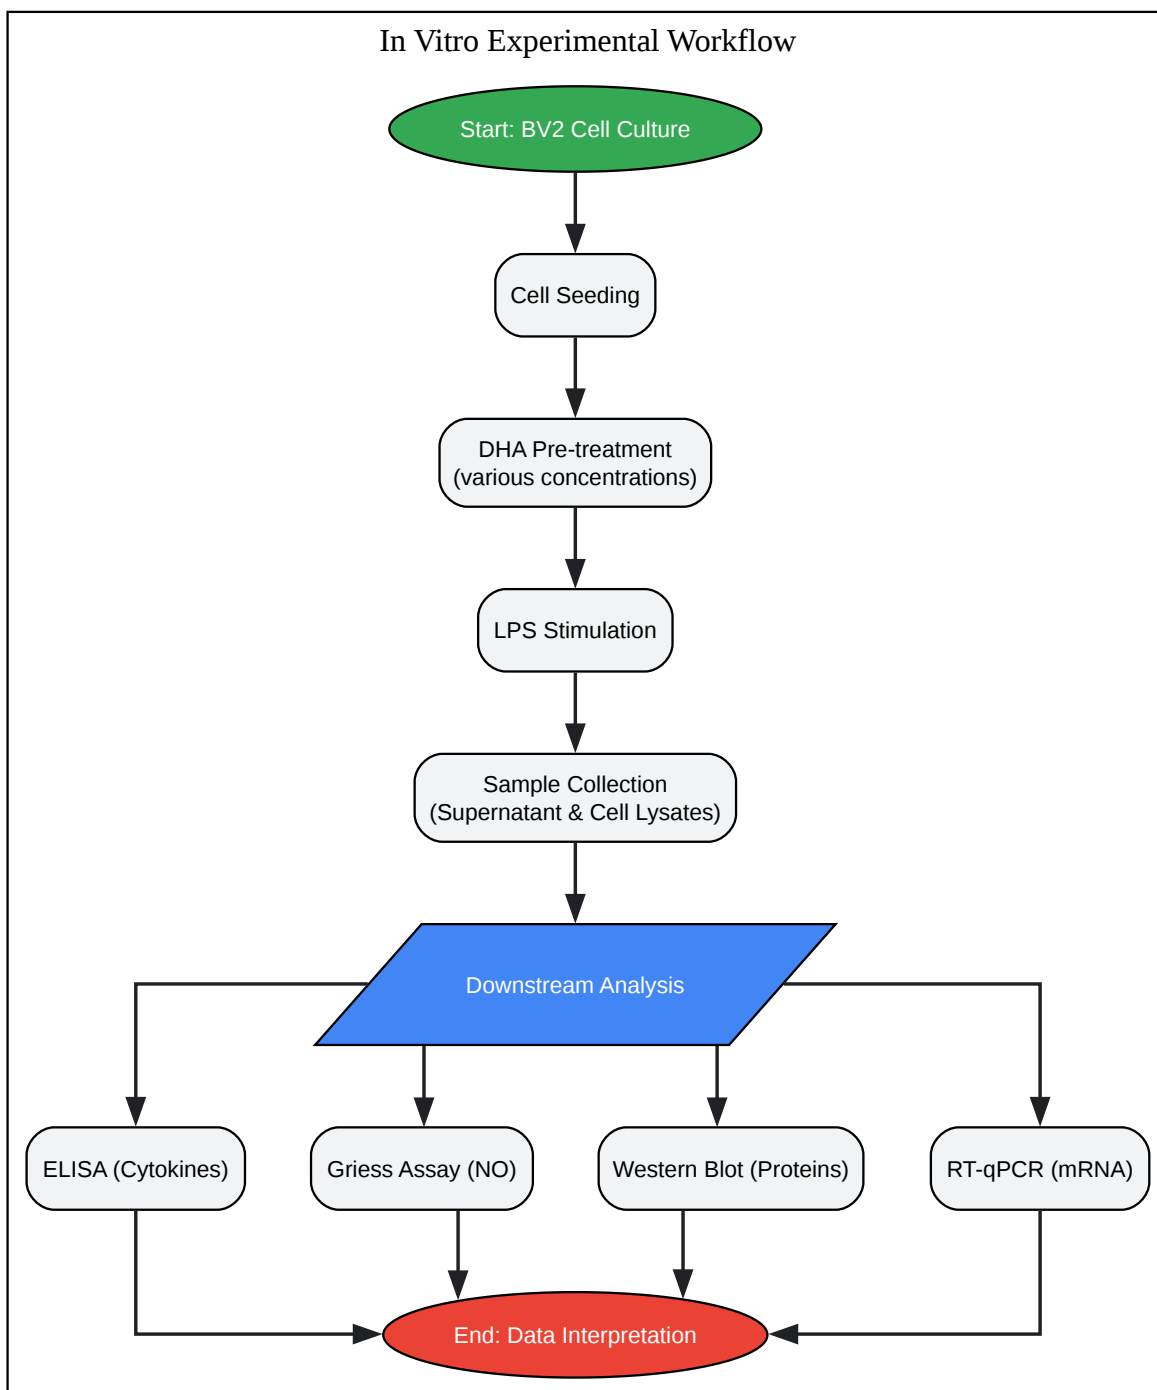 In Vitro Experimental Workflow
Start: BV2 Cell Culture
Cell Seeding
DHA Pre-treatment
(various concentrations)
LPS Stimulation
Sample Collection
(Supernatant & Cell Lysates)
Downstream Analysis
ELISA (Cytokines)
Griess Assay (NO)
Western Blot (Proteins)
RT-qPCR (mRNA)
End: Data Interpretation